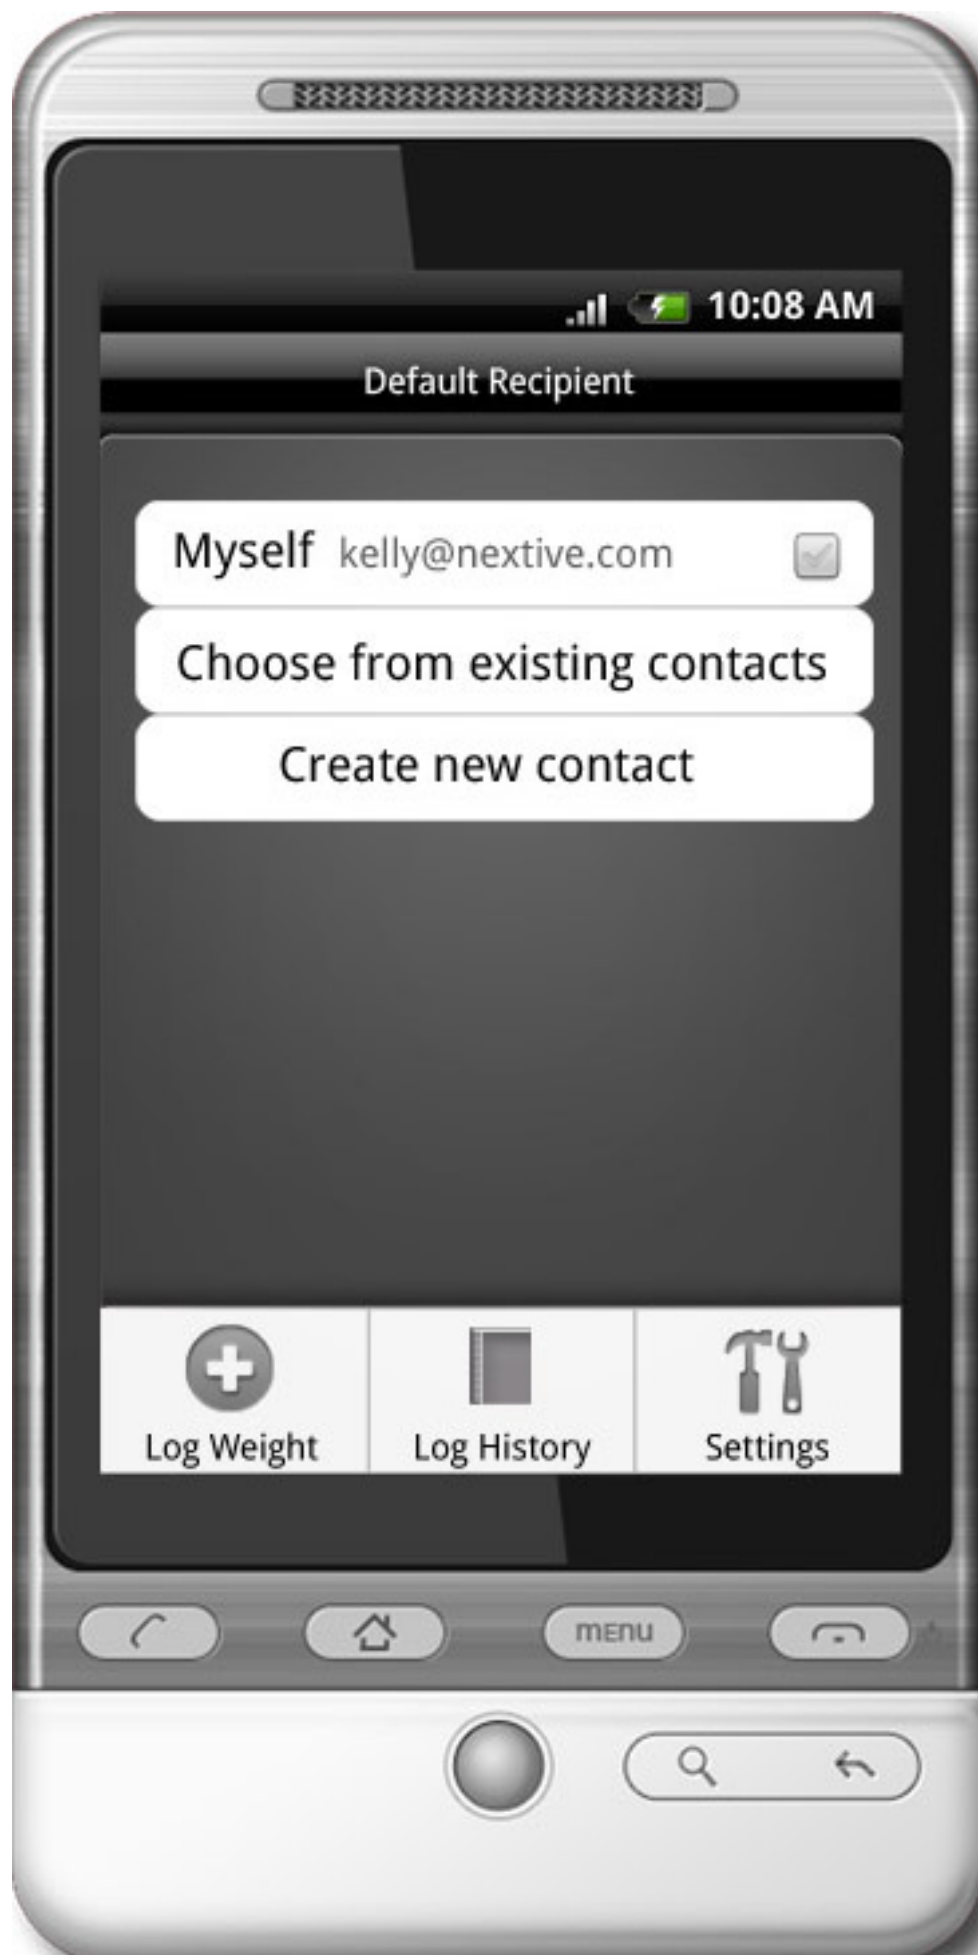 10:08 AM
Default Recipient
Myself kelly@nextive.com
Choose from existing contacts
Create new contact
Log Weight Log History Settings
MENU